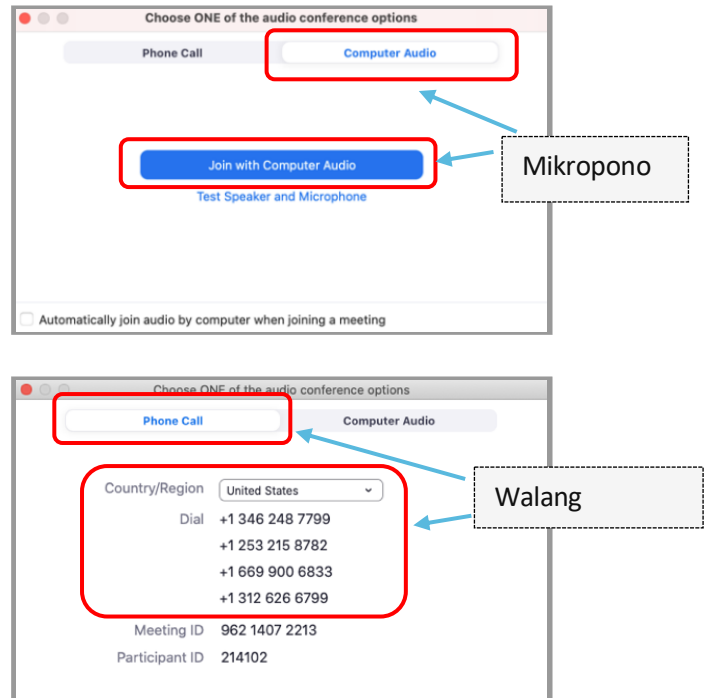 Choose ONE of the audio conference options
Phone Call
Computer Audio
Join with Computer Audio
Mikropono
Test Speaker and Microphone
Automatically join audio by computer when joining a meeting
Choose ONE of the audio conference options
Phone Call
Computer Audio
Country/Region United States
Dial +1 346 248 7799
+1 253 215 8782
+1 669 900 6833
+1 312 626 6799
Walang
Meeting ID 962 1407 2213
Participant ID 214102